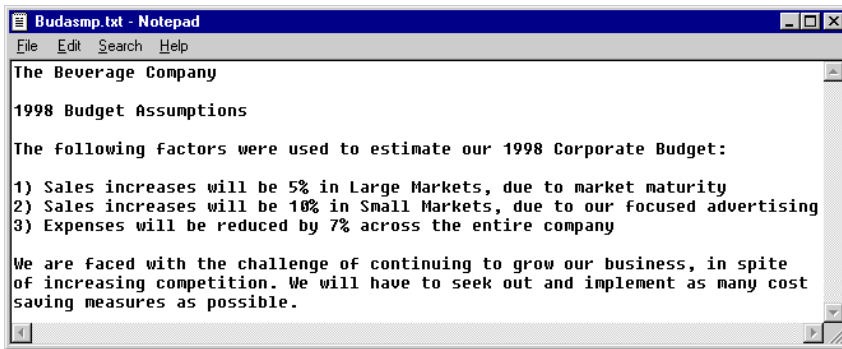 Budasmp.txt - Notepad
File Edit Search Help
The Beverage Company
1998 Budget Assumptions
The following factors were used to estimate our 1998 Corporate Budget:
1) Sales increases will be 5% in Large Markets, due to market maturity
2) Sales increases will be 10% in Small Markets, due to our focused advertising
3) Expenses will be reduced by 7% across the entire company
We are faced with the challenge of continuing to grow our business, in spite
of increasing competition. We will have to seek out and implement as many cost
saving measures as possible.